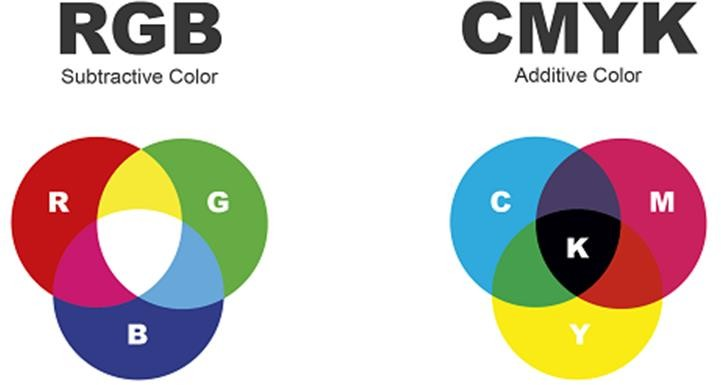 RGB
Subtractive Color
R
G
B
CMYK
Additive Color
C
M
K
Y